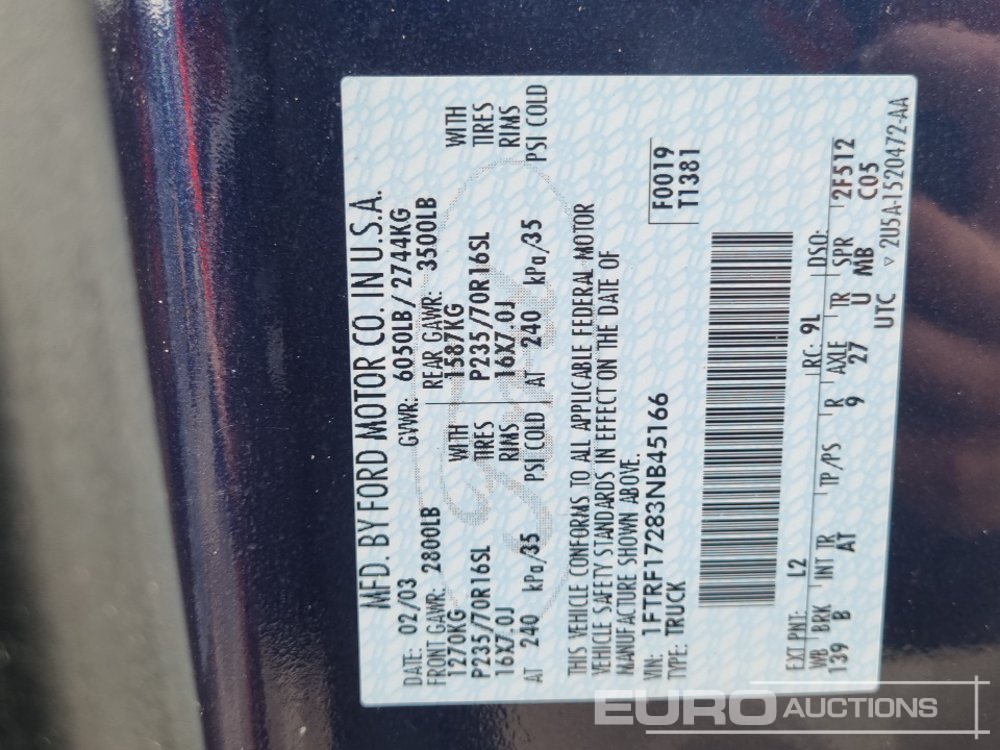 MFD. BY FORD MOTOR CO. IN U.S.A.
DATE: 02/03 GVWR: 6050LB/ 2744KG
FRONT GAWR: 2800LB REAR GAWR: 3500LB
1270KG WITH 1587KG WITH
P235/70R16SL TIRES P235/70R16SL TIRES
16X7.0J RIMS 16X7.0J RIMS
AT 240 kPa/35 PSI COLD AT 240 kPa/35 PSI COLD
THIS VEHICLE CONFORMS TO ALL APPLICABLE FEDERAL MOTOR
VEHICLE SAFETY STANDARDS IN EFFECT ON THE DATE OF
MANUFACTURE SHOWN ABOVE.
VIN: 1FTRF17283NB45166 F0019
TYPE: TRUCK T1381
EXT PNT: L2 RC: 9L DSO:
WB BRK INT TR TP/PS R AXLE TR SPR 2F512
139 B AT 9 27 U MB C05
UTC ▽ 2U5A-1520472-AA
EURO AUCTIONS